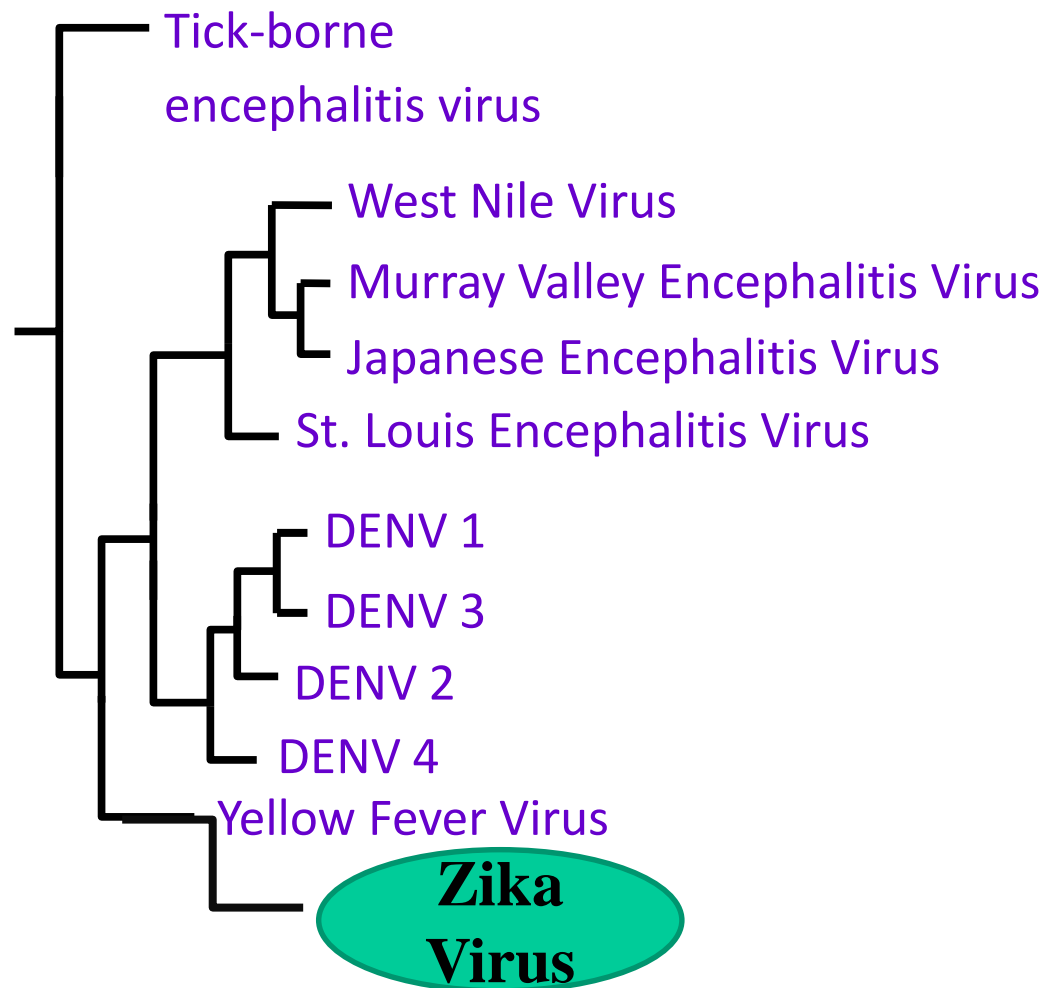 Tick-borne
encephalitis virus
West Nile Virus
Murray Valley Encephalitis Virus
Japanese Encephalitis Virus
St. Louis Encephalitis Virus
DENV 1
DENV 3
DENV 2
DENV 4
Yellow Fever Virus
Zika
Virus